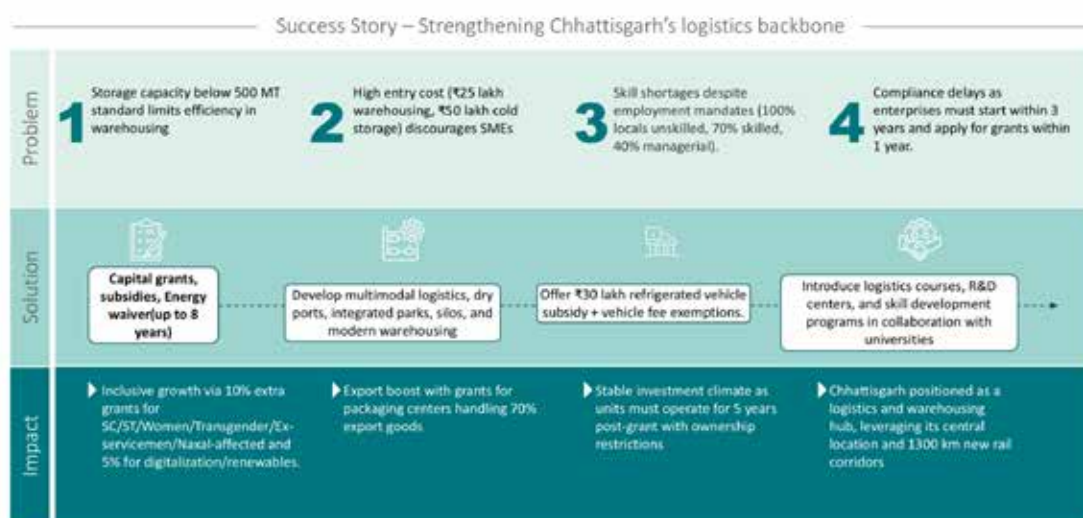 Success Story – Strengthening Chhattisgarh's logistics backbone
Problem
1
Storage capacity below 500 MT
standard limits efficiency in
warehousing
2
High entry cost (₹25 lakh
warehousing, ₹50 lakh cold
storage) discourages SMEs
3
Skill shortages despite
employment mandates (100%
locals unskilled, 70% skilled,
40% managerial).
4
Compliance delays as
enterprises must start within 3
years and apply for grants within
1 year.
Solution
Capital grants,
subsidies, Energy
waiver(up to 8
years)
Develop multimodal logistics, dry
ports, integrated parks, silos, and
modern warehousing
Offer ₹30 lakh refrigerated vehicle
subsidy + vehicle fee exemptions.
Introduce logistics courses, R&D
centers, and skill development
programs in collaboration with
universities
Impact
Inclusive growth via 10% extra
grants for
SC/ST/Women/Transgender/Ex-
servicemen/Naxal-affected and
5% for digitalization/renewables.
Export boost with grants for
packaging centers handling 70%
export goods
Stable investment climate as
units must operate for 5 years
post-grant with ownership
restrictions
Chhattisgarh positioned as a
logistics and warehousing
hub, leveraging its central
location and 1300 km new rail
corridors